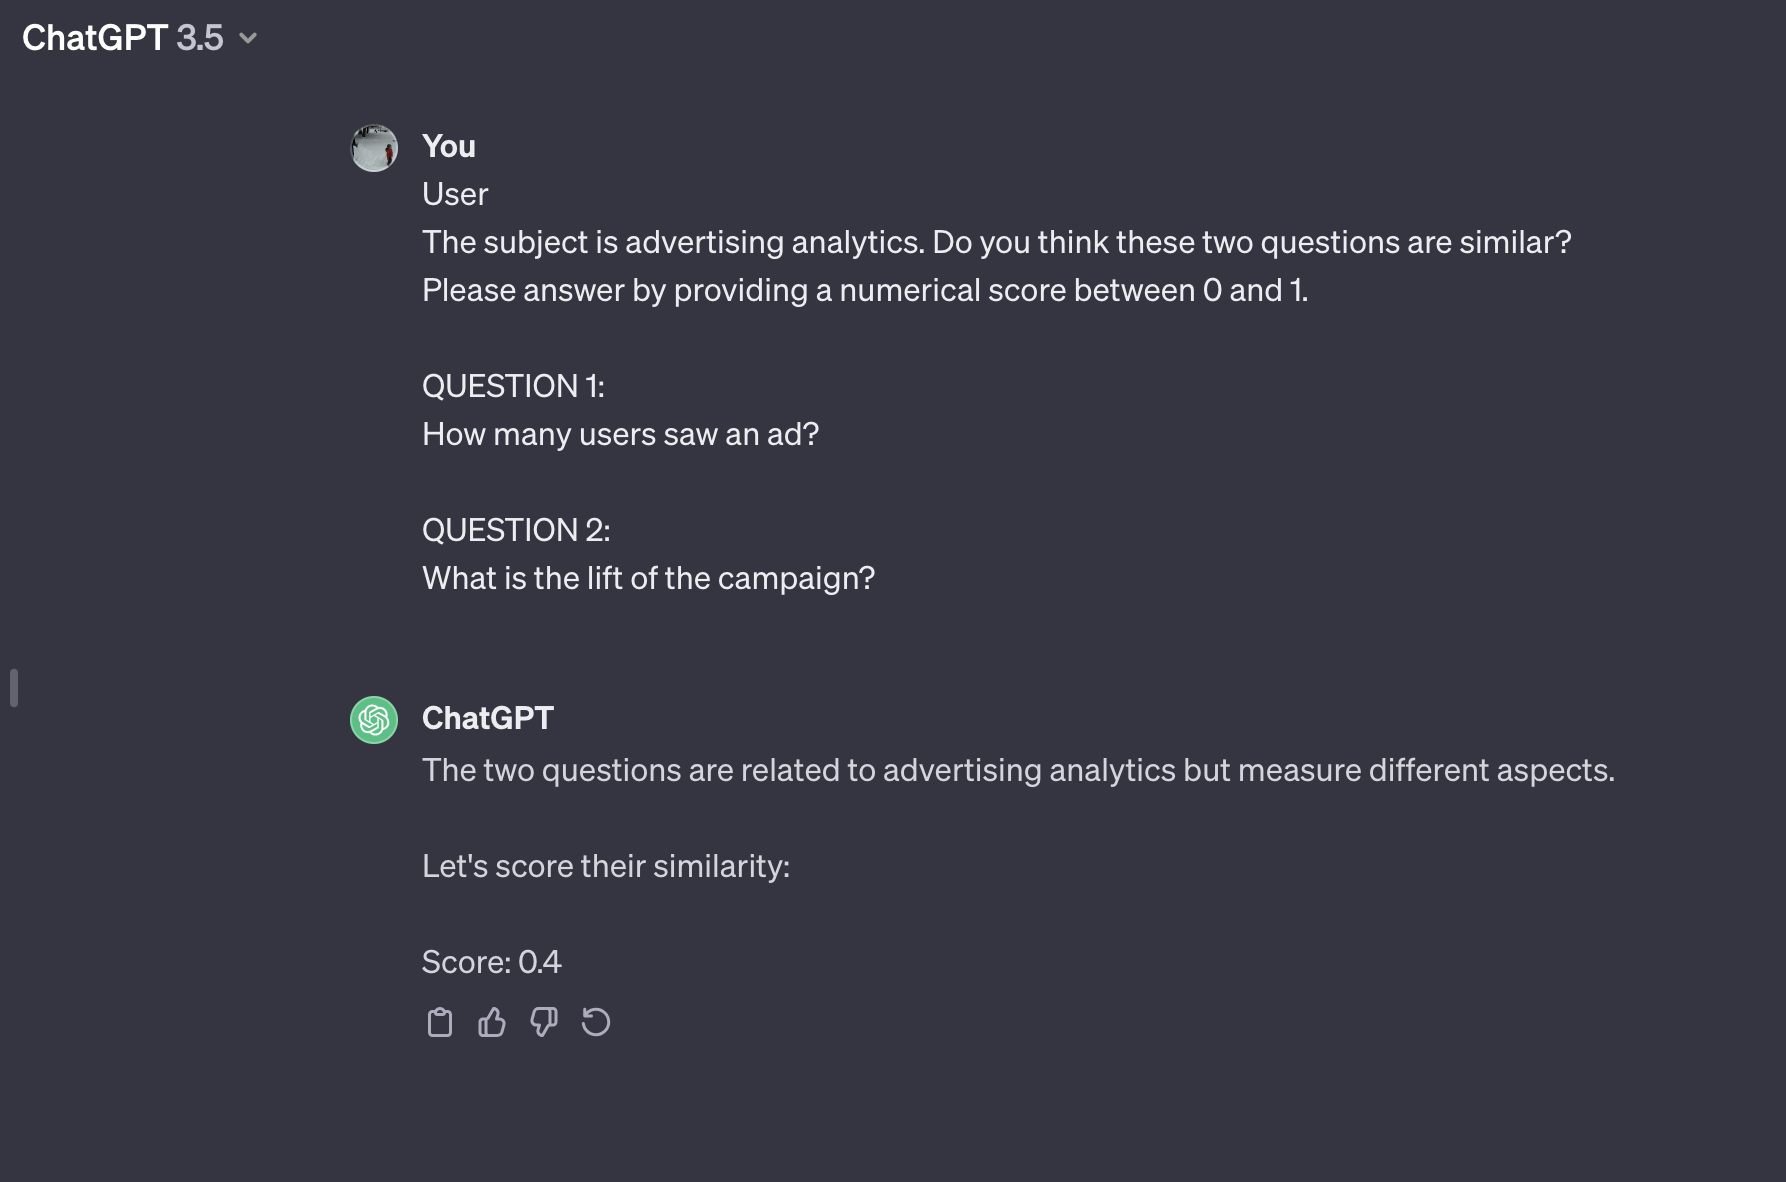 ChatGPT 3.5
You
User
The subject is advertising analytics. Do you think these two questions are similar?
Please answer by providing a numerical score between 0 and 1.
QUESTION 1:
How many users saw an ad?
QUESTION 2:
What is the lift of the campaign?
ChatGPT
The two questions are related to advertising analytics but measure different aspects.
Let's score their similarity:
Score: 0.4